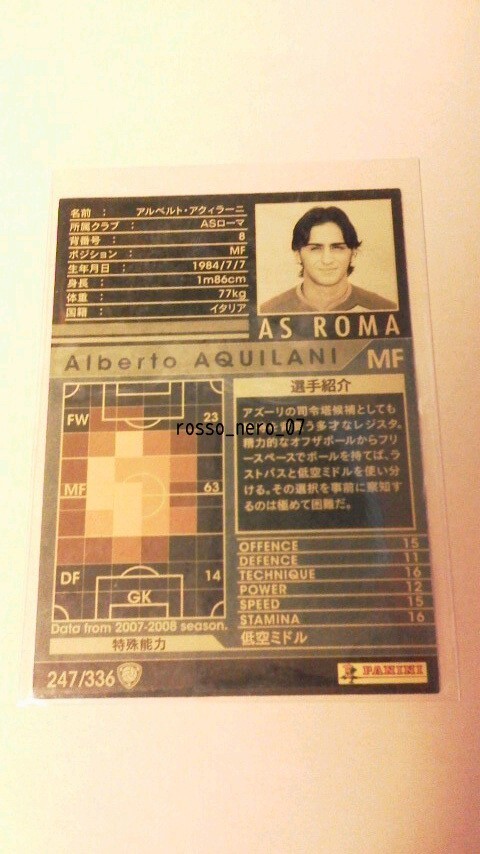 名前 : アルベルト・アクィラーニ
所属クラブ : ASローマ
背番号 : 8
ポジション : MF
生年月日 : 1984/7/7
身長 : 1m86cm
体重 : 77kg
国籍 : イタリア
AS ROMA
Alberto AQUILANI MF
選手紹介
アズーリの司令塔候補としても
う多才なレジスタ。
rosso_nero_07
精力的なオフザボールからフリ
ースペースでボールを持てば、ラ
ストパスと低空ミドルを使い分
ける。その選択を事前に察知す
るのは極めて困難だ。
FW 23
MF 63
DF 14
GK
Data from 2007-2008 season.
OFFENCE 15
DEFENCE 11
TECHNIQUE 16
POWER 12
SPEED 15
STAMINA 16
特殊能力 低空ミドル
247/336
PANINI